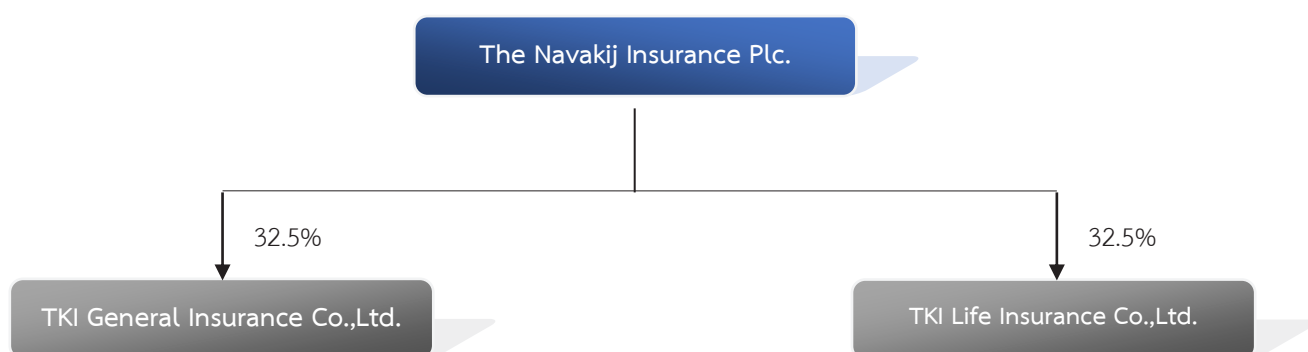 The Navakij Insurance Plc.
32.5%
32.5%
TKI General Insurance Co.,Ltd.
TKI Life Insurance Co.,Ltd.